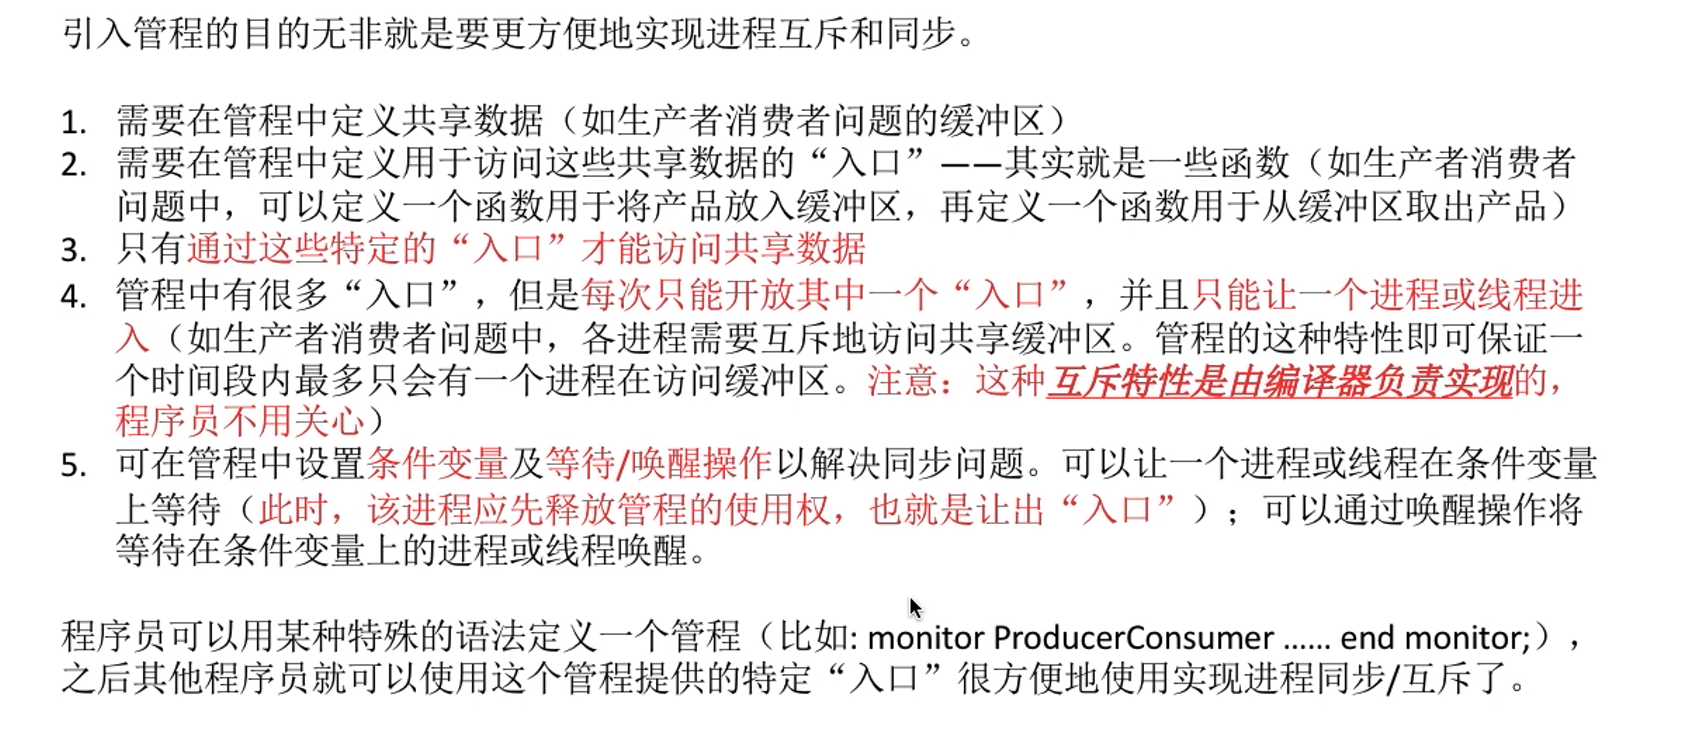 引入管程的目的无非就是要更方便地实现进程互斥和同步。
1. 需要在管程中定义共享数据（如生产者消费者问题的缓冲区）
2. 需要在管程中定义用于访问这些共享数据的“入口”——其实就是一些函数（如生产者消费者
问题中，可以定义一个函数用于将产品放入缓冲区，再定义一个函数用于从缓冲区取出产品）
3. 只有通过这些特定的“入口”才能访问共享数据
4. 管程中有很多“入口”，但是每次只能开放其中一个“入口”，并且只能让一个进程或线程进
入（如生产者消费者问题中，各进程需要互斥地访问共享缓冲区。管程的这种特性即可保证一
个时间段内最多只会有一个进程在访问缓冲区。注意：这种互斥特性是由编译器负责实现的，
程序员不用关心）
5. 可在管程中设置条件变量及等待/唤醒操作以解决同步问题。可以让一个进程或线程在条件变量
上等待（此时，该进程应先释放管程的使用权，也就是让出“入口”）；可以通过唤醒操作将
等待在条件变量上的进程或线程唤醒。
程序员可以用某种特殊的语法定义一个管程（比如: monitor ProducerConsumer …… end monitor;），
之后其他程序员就可以使用这个管程提供的特定“入口”很方便地使用实现进程同步/互斥了。